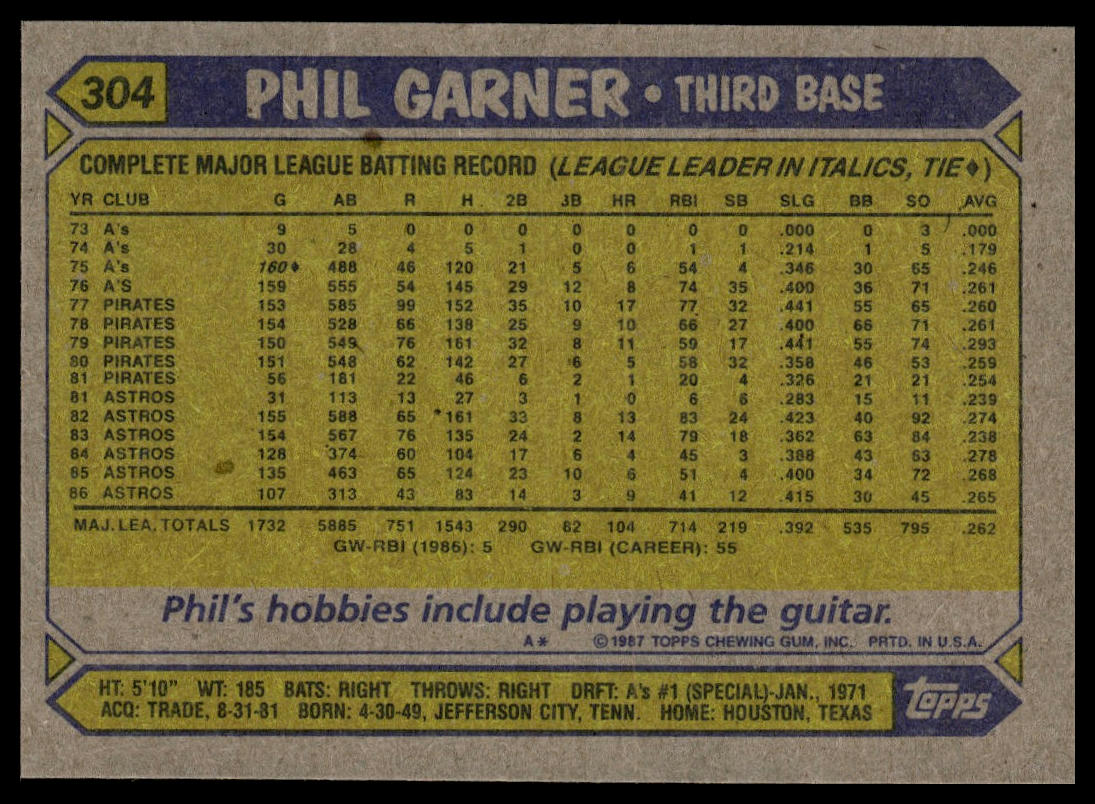 304 PHIL GARNER • THIRD BASE
COMPLETE MAJOR LEAGUE BATTING RECORD (LEAGUE LEADER IN ITALICS, TIE♦)
YR CLUB G AB R H 2B 3B HR RBI SB SLG BB SO AVG
73 A's 9 5 0 0 0 0 0 0 0 .000 0 3 .000
74 A's 30 28 4 5 1 0 0 1 1 .214 1 5 .179
75 A's 160♦ 488 46 120 21 5 6 54 4 .346 30 65 .246
76 A'S 159 555 54 145 29 12 8 74 35 .400 36 71 .261
77 PIRATES 153 585 99 152 35 10 17 77 32 .441 55 65 .260
78 PIRATES 154 528 66 138 25 9 10 66 27 .400 66 71 .261
79 PIRATES 150 549 76 161 32 8 11 59 17 .441 55 74 .293
80 PIRATES 151 548 62 142 27 6 5 58 32 .358 46 53 .259
81 PIRATES 56 181 22 46 6 2 1 20 4 .326 21 21 .254
81 ASTROS 31 113 13 27 3 1 0 6 6 .283 15 11 .239
82 ASTROS 155 588 65 161 33 8 13 83 24 .423 40 92 .274
83 ASTROS 154 567 76 135 24 2 14 79 18 .362 63 84 .238
84 ASTROS 128 374 60 104 17 6 4 45 3 .388 43 63 .278
85 ASTROS 135 463 65 124 23 10 6 51 4 .400 34 72 .268
86 ASTROS 107 313 43 83 14 3 9 41 12 .415 30 45 .265
MAJ. LEA. TOTALS 1732 5885 751 1543 290 82 104 714 219 .392 535 795 .262
GW-RBI (1986): 5 GW-RBI (CAREER): 55
Phil's hobbies include playing the guitar.
A* ©1987 TOPPS CHEWING GUM, INC. PRTD. IN U.S.A.
HT: 5'10" WT: 185 BATS: RIGHT THROWS: RIGHT DRFT: A's #1 (SPECIAL)-JAN., 1971
ACQ: TRADE, 8-31-81 BORN: 4-30-49, JEFFERSON CITY, TENN. HOME: HOUSTON, TEXAS
TOPPS